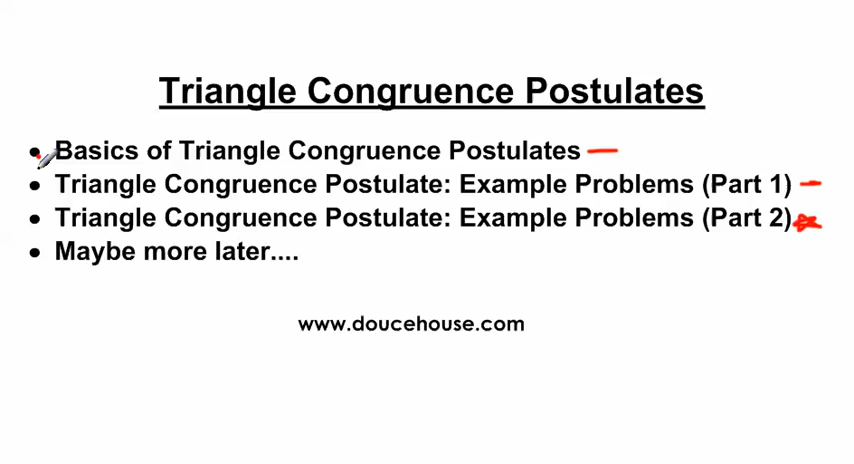 Triangle Congruence Postulates
• Basics of Triangle Congruence Postulates
• Triangle Congruence Postulate: Example Problems (Part 1)
• Triangle Congruence Postulate: Example Problems (Part 2)
• Maybe more later....
www.doucehouse.com